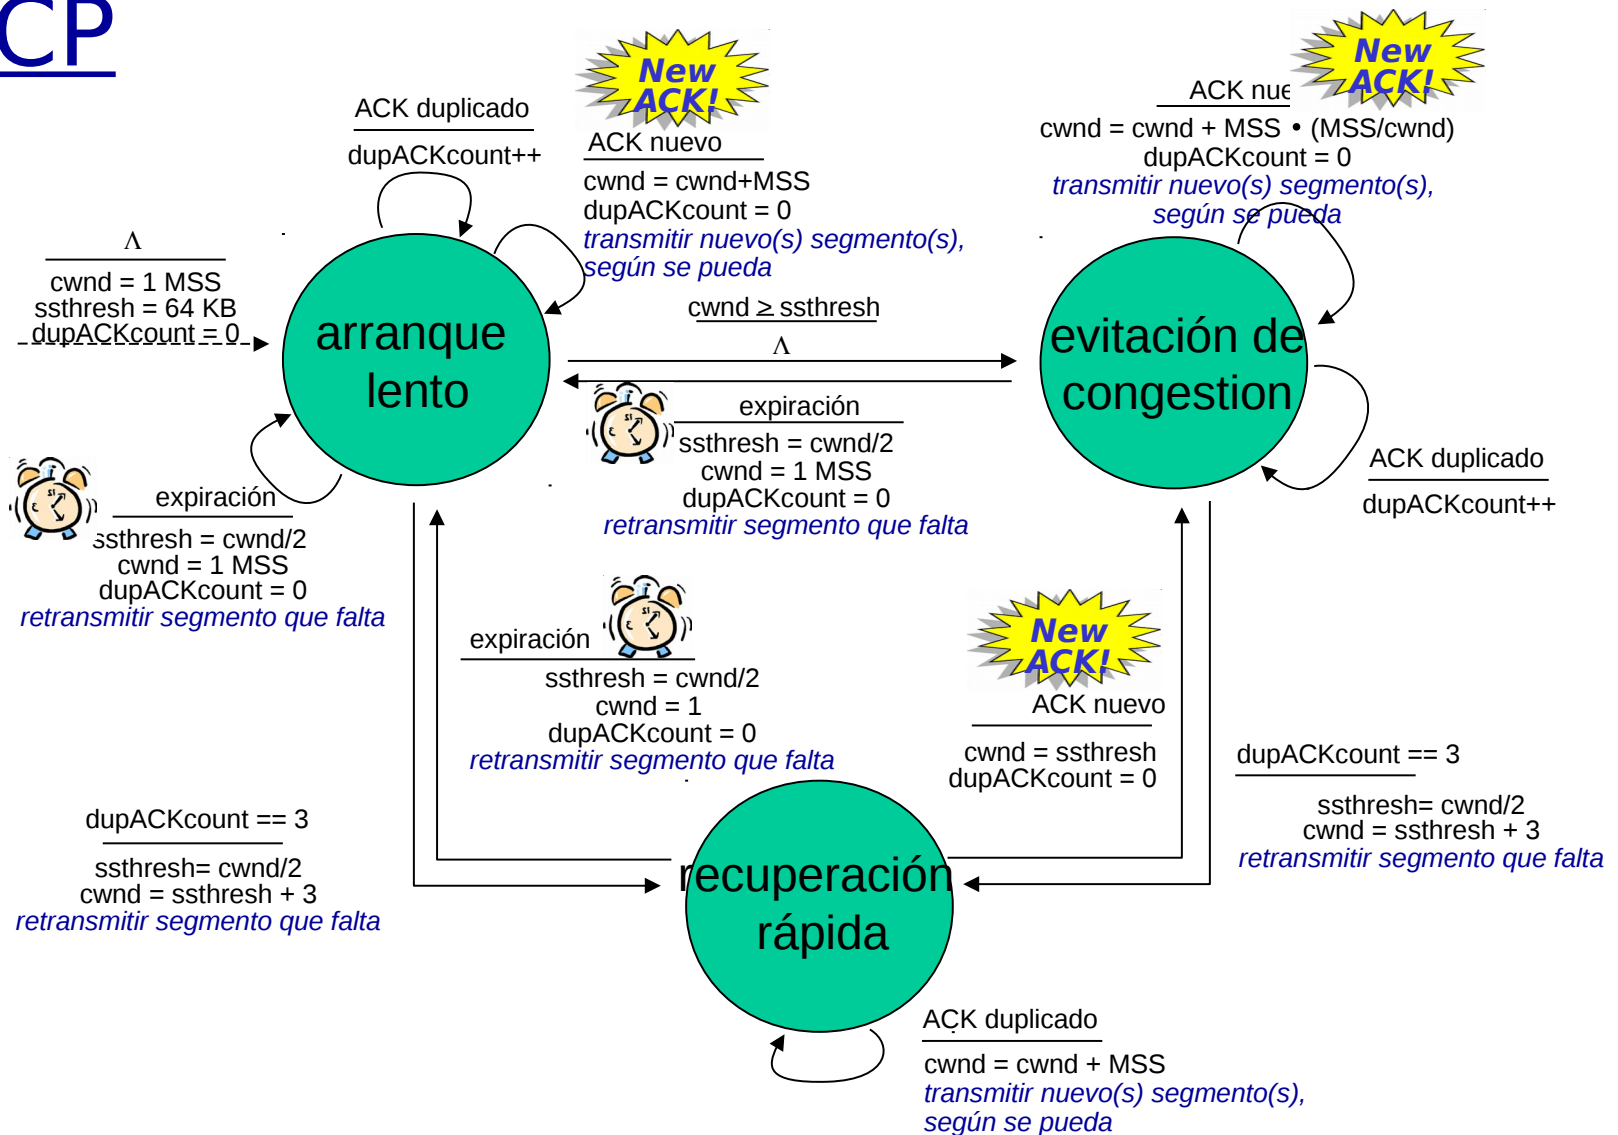 CP
New
ACK!
ACK duplicado
dupACKcount++
ACK nuevo
cwnd = cwnd+MSS
dupACKcount = 0
transmitir nuevo(s) segmento(s),
según se pueda
New
ACK!
ACK nue
cwnd = cwnd + MSS • (MSS/cwnd)
dupACKcount = 0
transmitir nuevo(s) segmento(s),
según se pueda
Λ
cwnd = 1 MSS
ssthresh = 64 KB
dupACKcount = 0
arranque
lento
cwnd ≥ ssthresh
Λ
evitación de
congestion
expiración
ssthresh = cwnd/2
cwnd = 1 MSS
dupACKcount = 0
retransmitir segmento que falta
ACK duplicado
dupACKcount++
expiración
ssthresh = cwnd/2
cwnd = 1 MSS
dupACKcount = 0
retransmitir segmento que falta
expiración
ssthresh = cwnd/2
cwnd = 1
dupACKcount = 0
retransmitir segmento que falta
New
ACK!
ACK nuevo
cwnd = ssthresh
dupACKcount = 0
dupACKcount == 3
ssthresh= cwnd/2
cwnd = ssthresh + 3
retransmitir segmento que falta
dupACKcount == 3
ssthresh= cwnd/2
cwnd = ssthresh + 3
retransmitir segmento que falta
recuperación
rápida
ACK duplicado
cwnd = cwnd + MSS
transmitir nuevo(s) segmento(s),
según se pueda